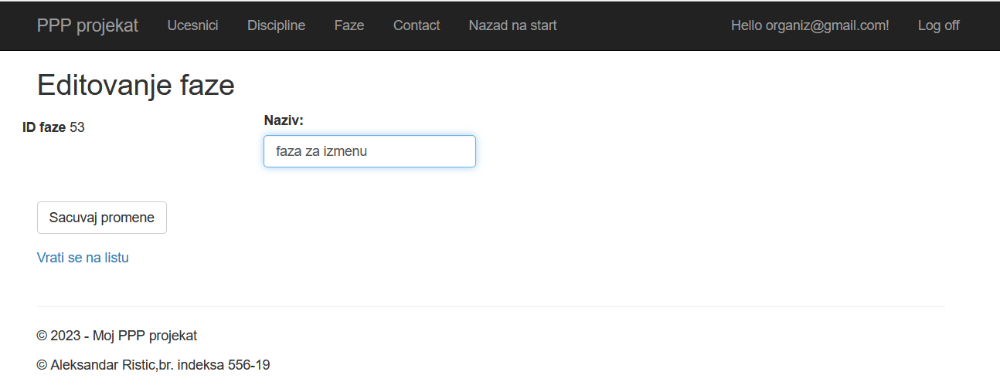 PPP projekat Ucesnici Discipline Faze Contact Nazad na start Hello organiz@gmail.com! Log off
Editovanje faze
ID faze 53
Naziv:
faza za izmenu
Sacuvaj promene
Vrati se na listu
© 2023 - Moj PPP projekat
© Aleksandar Ristic,br. indeksa 556-19